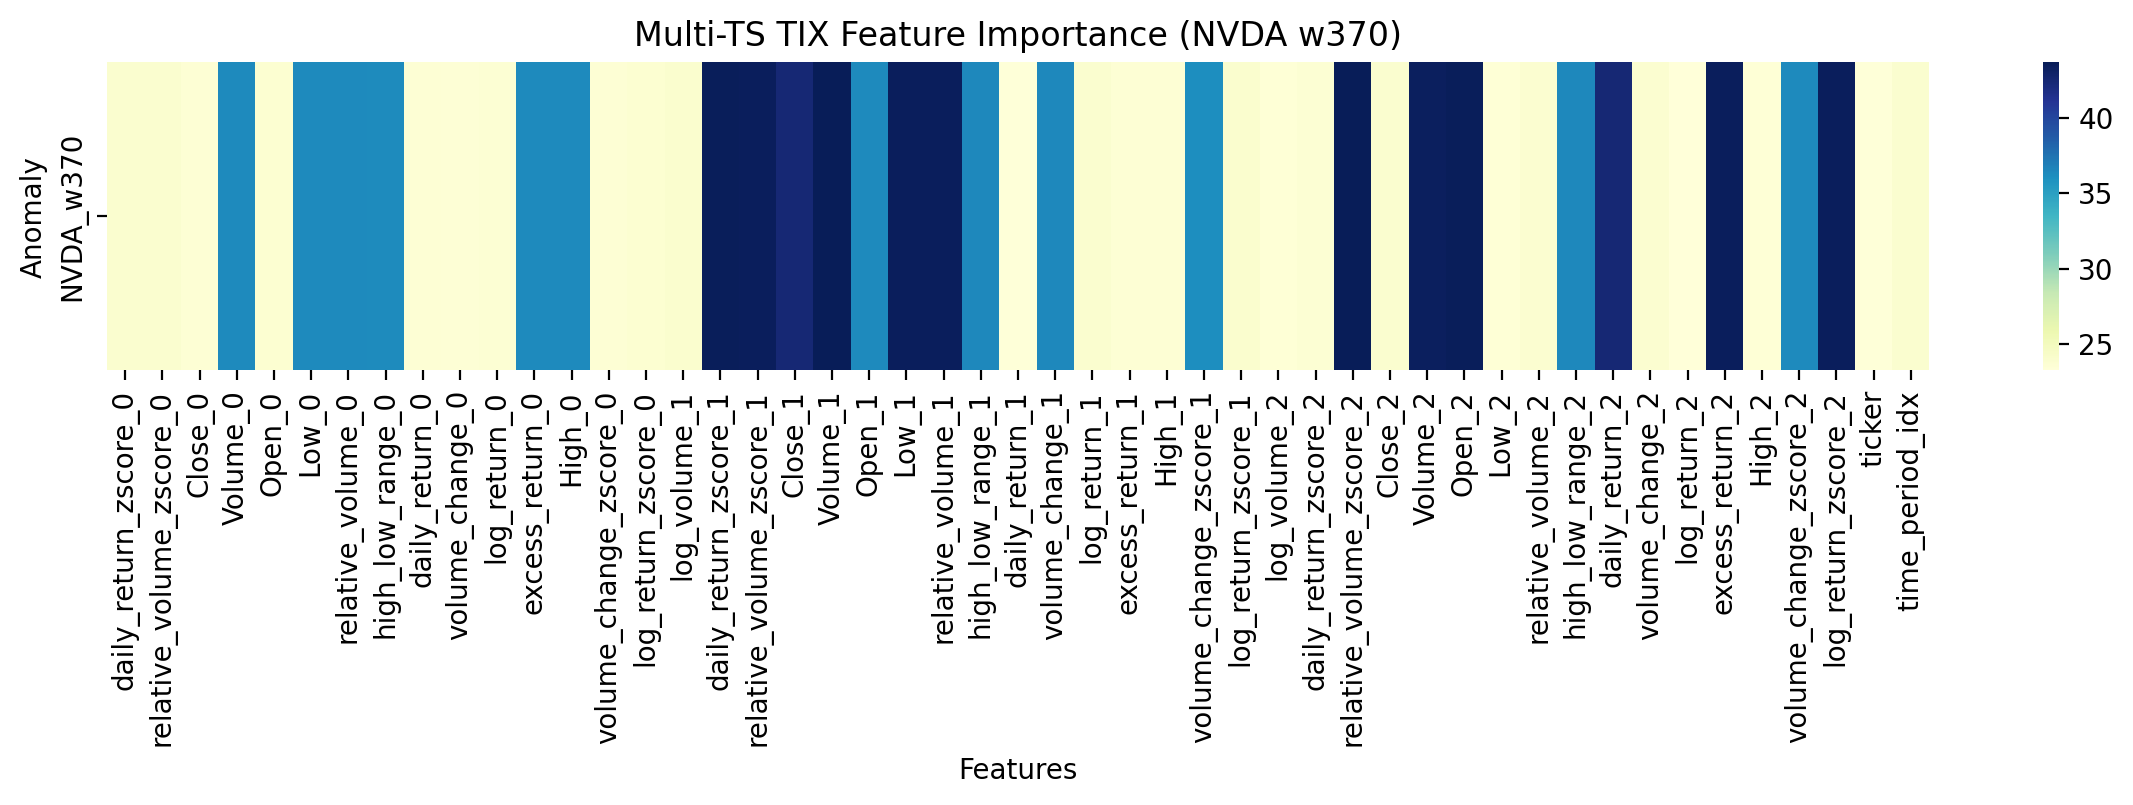 Multi-TS TIX Feature Importance (NVDA w370)
Anomaly
NVDA_w370
40
35
30
25
daily_return_zscore_0
relative_volume_zscore_0
Close_0
Volume_0
Open_0
Low_0
relative_volume_0
high_low_range_0
daily_return_0
volume_change_0
log_return_0
excess_return_0
High_0
volume_change_zscore_0
log_return_zscore_0
log_volume_1
daily_return_zscore_1
relative_volume_zscore_1
Close_1
Volume_1
Open_1
Low_1
relative_volume_1
high_low_range_1
daily_return_1
volume_change_1
log_return_1
excess_return_1
High_1
volume_change_zscore_1
log_return_zscore_1
log_volume_2
daily_return_zscore_2
relative_volume_zscore_2
Close_2
Volume_2
Open_2
Low_2
relative_volume_2
high_low_range_2
daily_return_2
volume_change_2
log_return_2
excess_return_2
High_2
volume_change_zscore_2
log_return_zscore_2
ticker
time_period_idx
Features